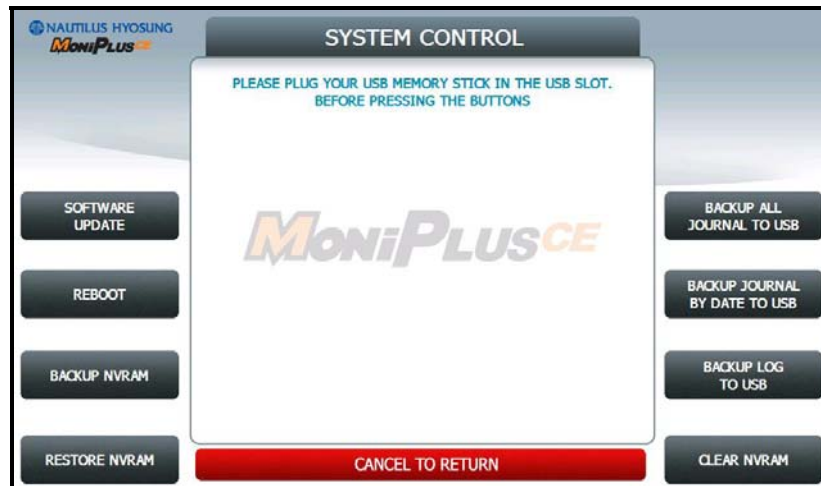 NAUTILUS HYOSUNG
MONIPLUS CE
SYSTEM CONTROL
PLEASE PLUG YOUR USB MEMORY STICK IN THE USB SLOT.
BEFORE PRESSING THE BUTTONS
MONIPLUSCE
SOFTWARE
UPDATE
REBOOT
BACKUP NVRAM
RESTORE NVRAM
BACKUP ALL
JOURNAL TO USB
BACKUP JOURNAL
BY DATE TO USB
BACKUP LOG
TO USB
CLEAR NVRAM
CANCEL TO RETURN